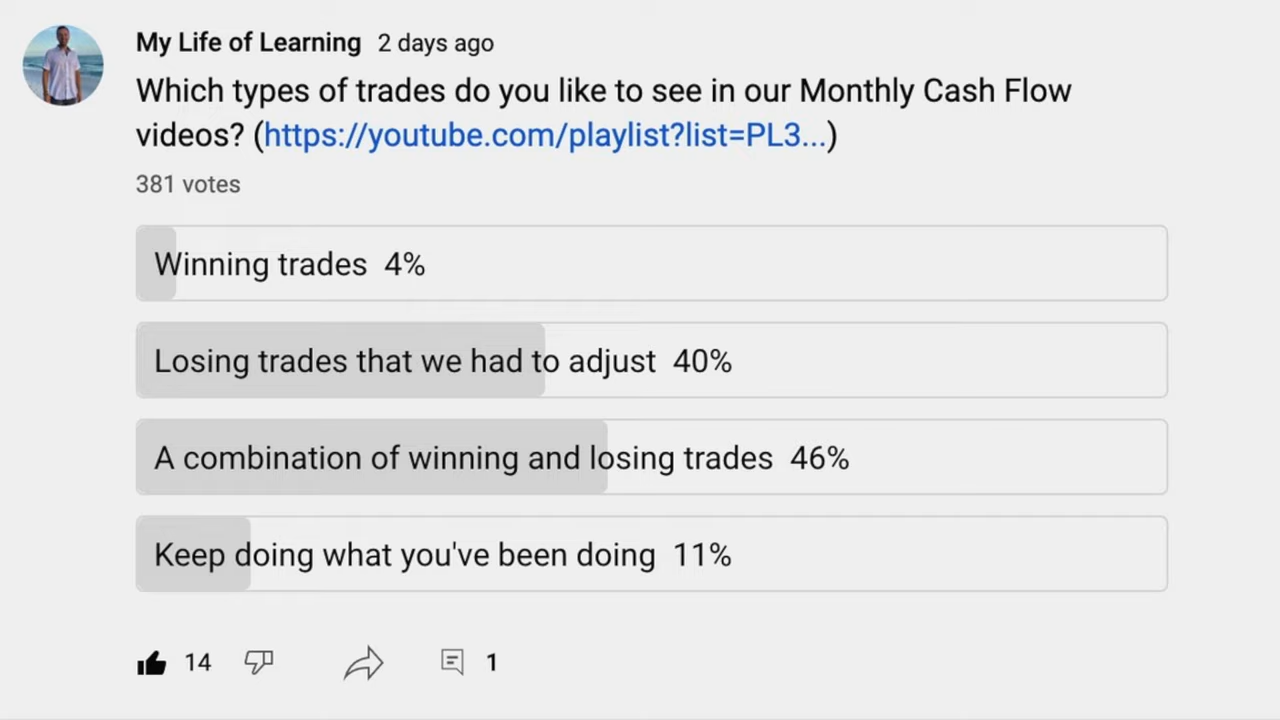 My Life of Learning 2 days ago
Which types of trades do you like to see in our Monthly Cash Flow
videos? (https://youtube.com/playlist?list=PL3...)
381 votes
Winning trades 4%
Losing trades that we had to adjust 40%
A combination of winning and losing trades 46%
Keep doing what you've been doing 11%
14 1